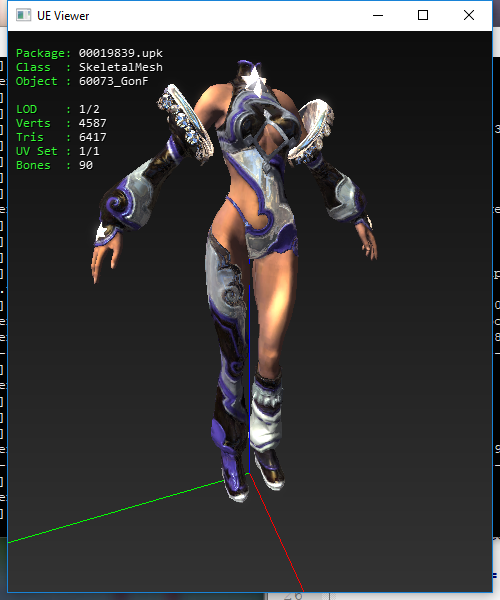 UE Viewer
Package: 00019839.upk
Class  : SkeletalMesh
Object : 60073_GonF
LOD    : 1/2
Verts  : 4587
Tris   : 6417
UV Set : 1/1
Bones  : 90